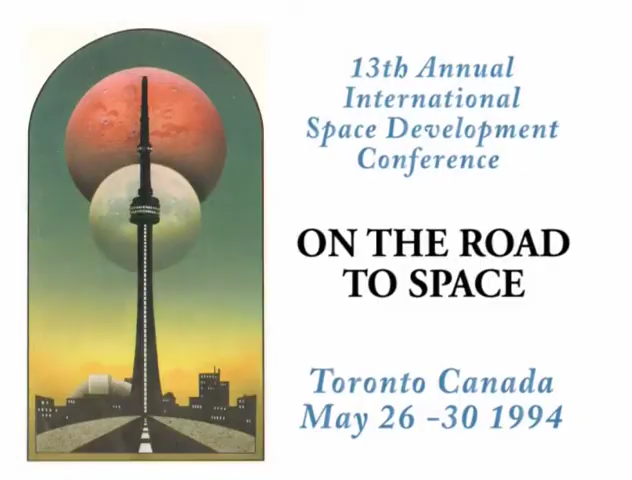 13th Annual
International
Space Development
Conference
ON THE ROAD
TO SPACE
Toronto Canada
May 26 -30 1994